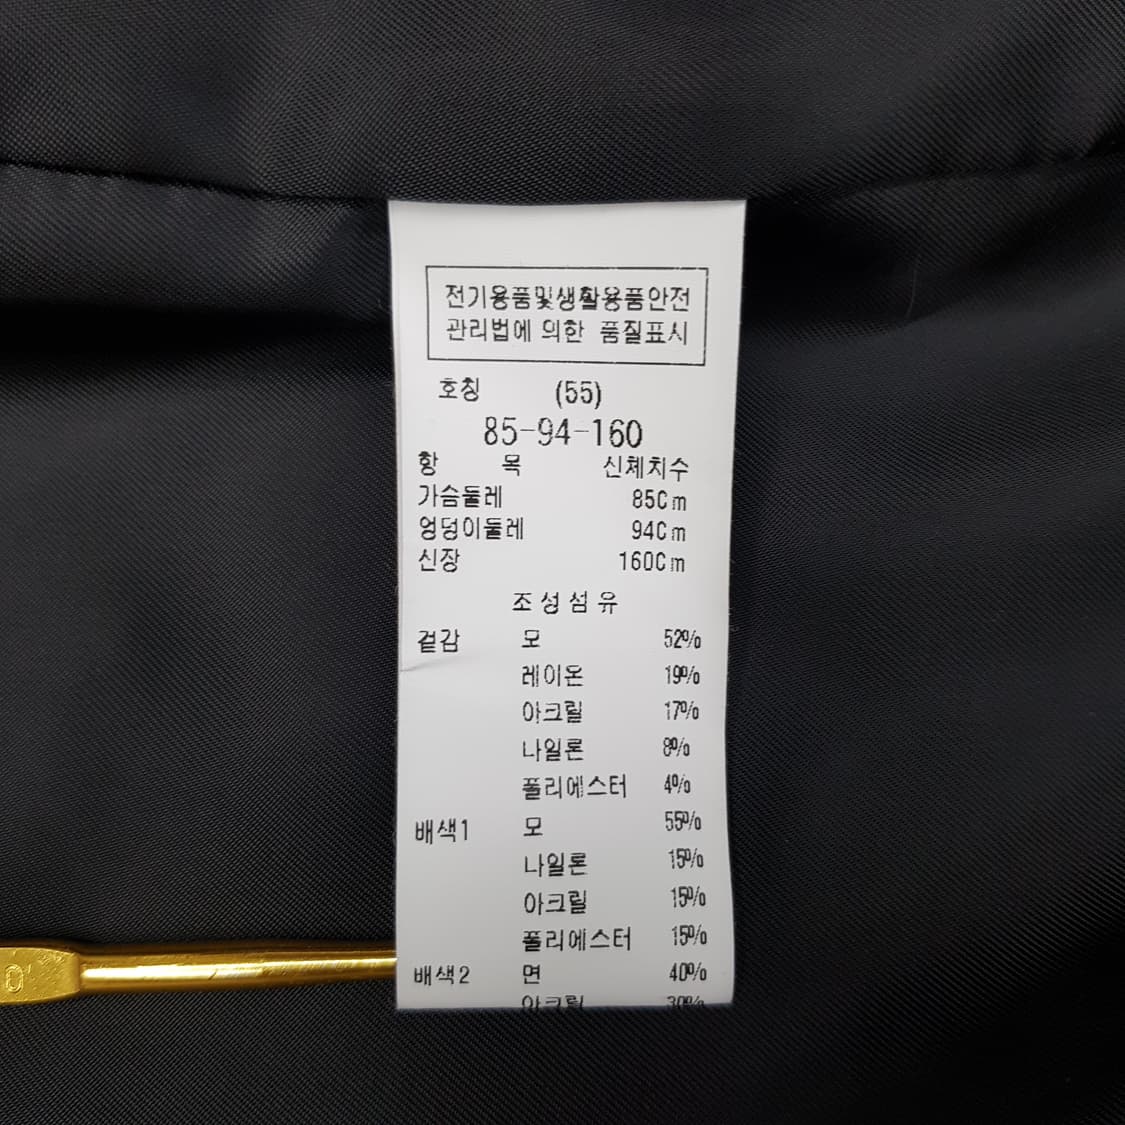 전기용품및생활용품안전
관리법에 의한 품질표시
호칭 (55)
85-94-160
항 목 신체치수
가슴둘레 85Cm
엉덩이둘레 94Cm
신장 160Cm
조성섬유
겉감 모 52%
레이온 19%
아크릴 17%
나일론 8%
폴리에스터 4%
배색1 모 55%
나일론 15%
아크릴 15%
폴리에스터 15%
배색2 면 40%
아크릴 30%